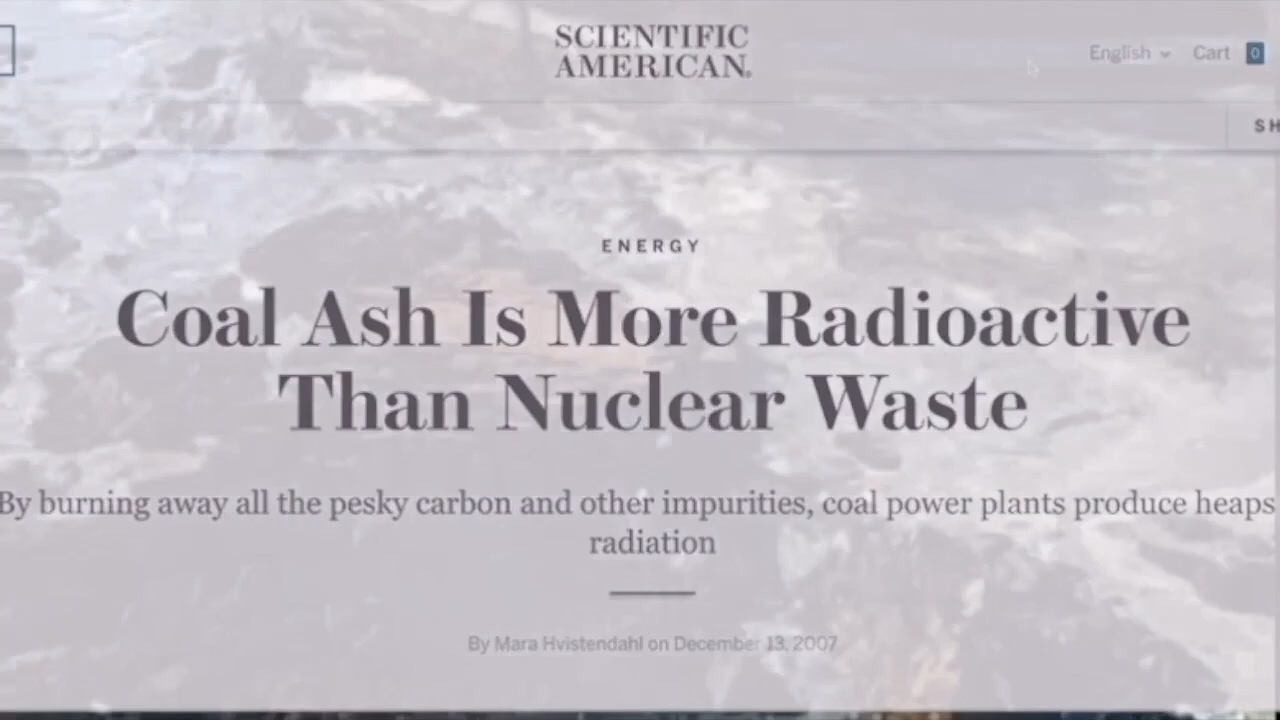 SCIENTIFIC
AMERICAN.
English
Cart 0
SH
ENERGY
Coal Ash Is More Radioactive
Than Nuclear Waste
By burning away all the pesky carbon and other impurities, coal power plants produce heaps
radiation
By Mara Hvistendahl on December 13, 2007